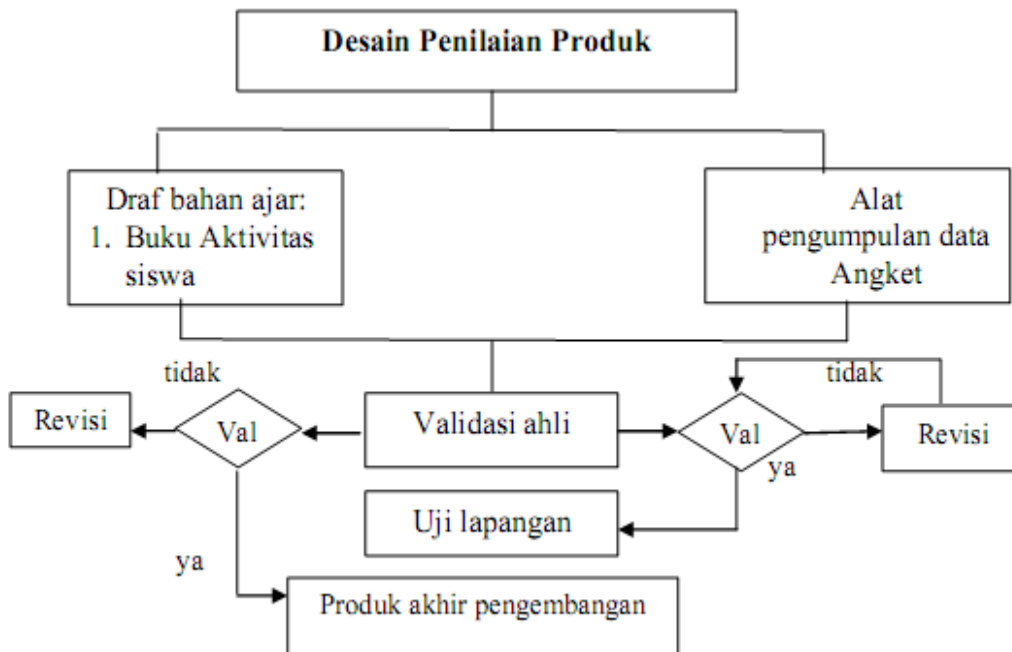 Desain Penilaian Produk
Draf bahan ajar:
1. Buku Aktivitas
siswa
Alat
pengumpulan data
Angket
tidak
tidak
Revisi
Val
Validasi ahli
Val
Revisi
ya
Uji lapangan
ya
Produk akhir pengembangan